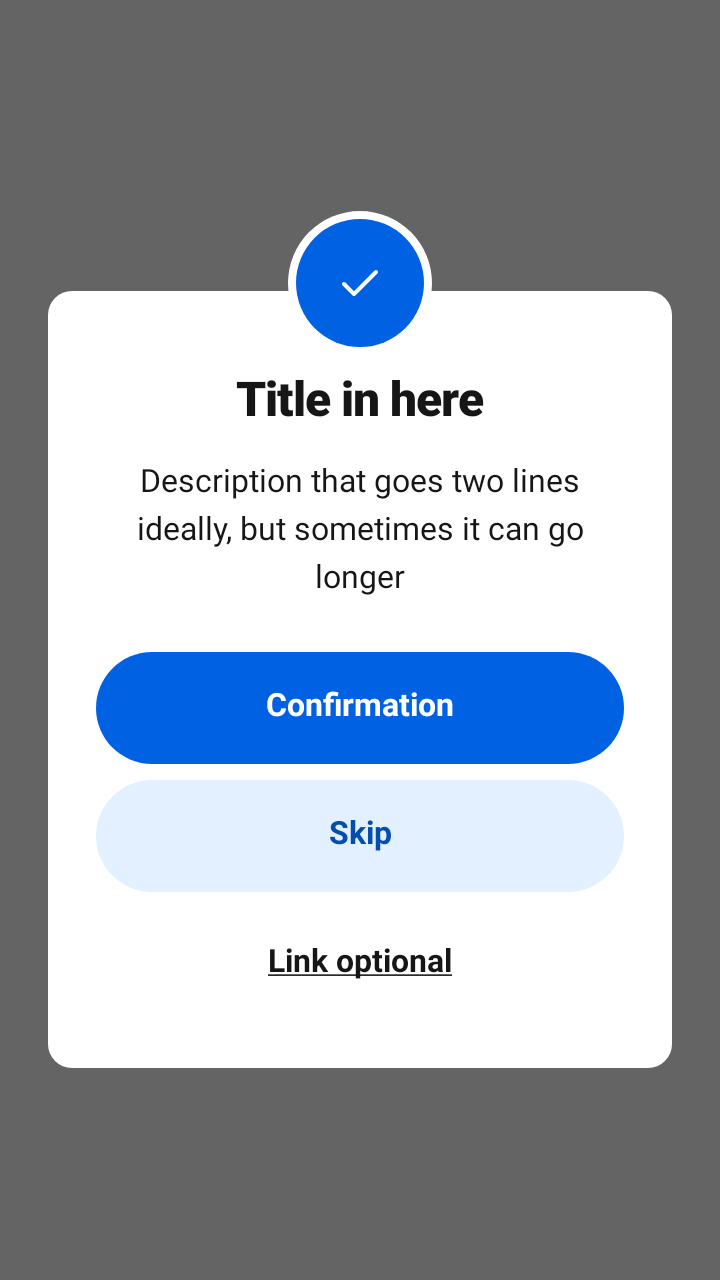 Title in here
Description that goes two lines
ideally, but sometimes it can go
longer
Confirmation
Skip
Link optional